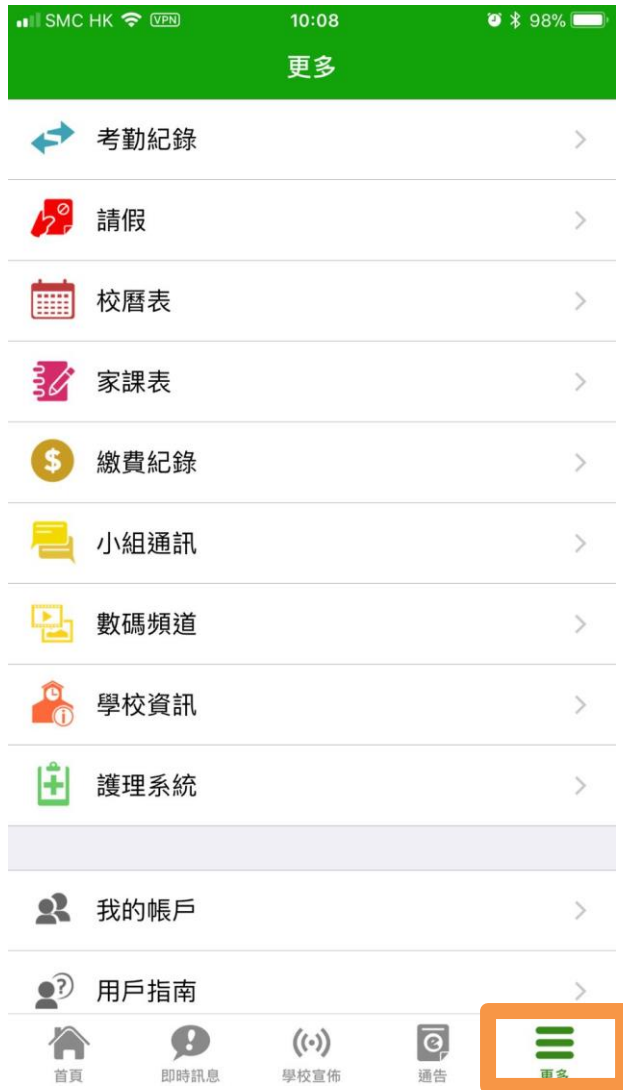 SMC HK VPN 10:08 98%
更多
考勤紀錄
請假
校曆表
家課表
繳費紀錄
小組通訊
數碼頻道
學校資訊
護理系統
我的帳戶
用戶指南
首頁 即時訊息 學校宣佈 通告 更多